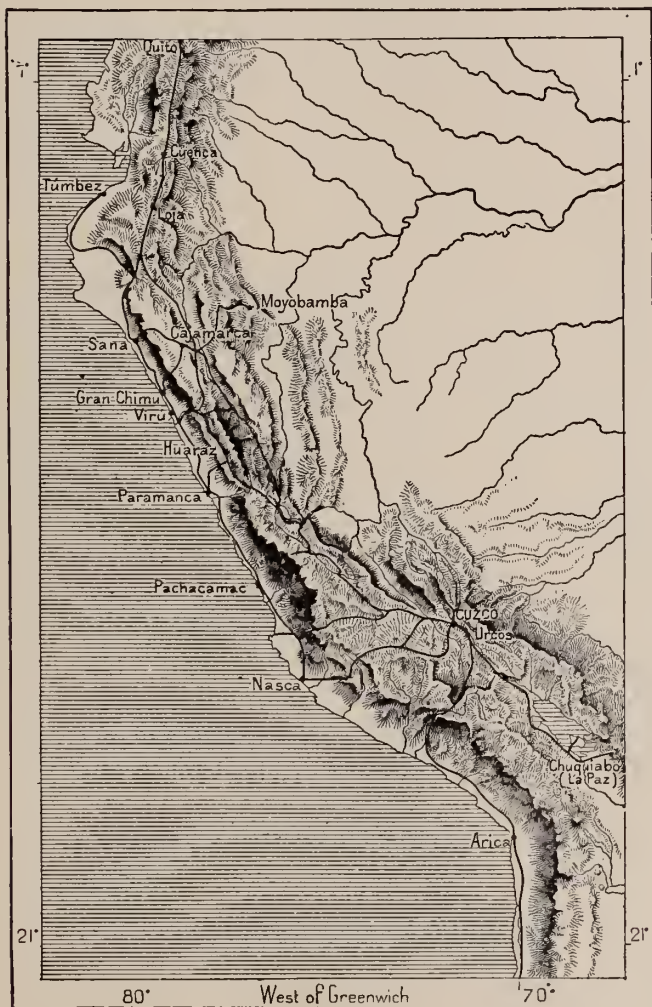 Quito
1° 1°
Cuenca
Túmbez
Loja
Moyobamba
Cajamarca
Sana
Gran Chimu
Viru
Huaraz
Paramanca
Pachacamac
CUZCO
Urcos
Nasca
Chuquiabo
(La Paz)
Arica
21° 21°
80° West of Greenwich 70°